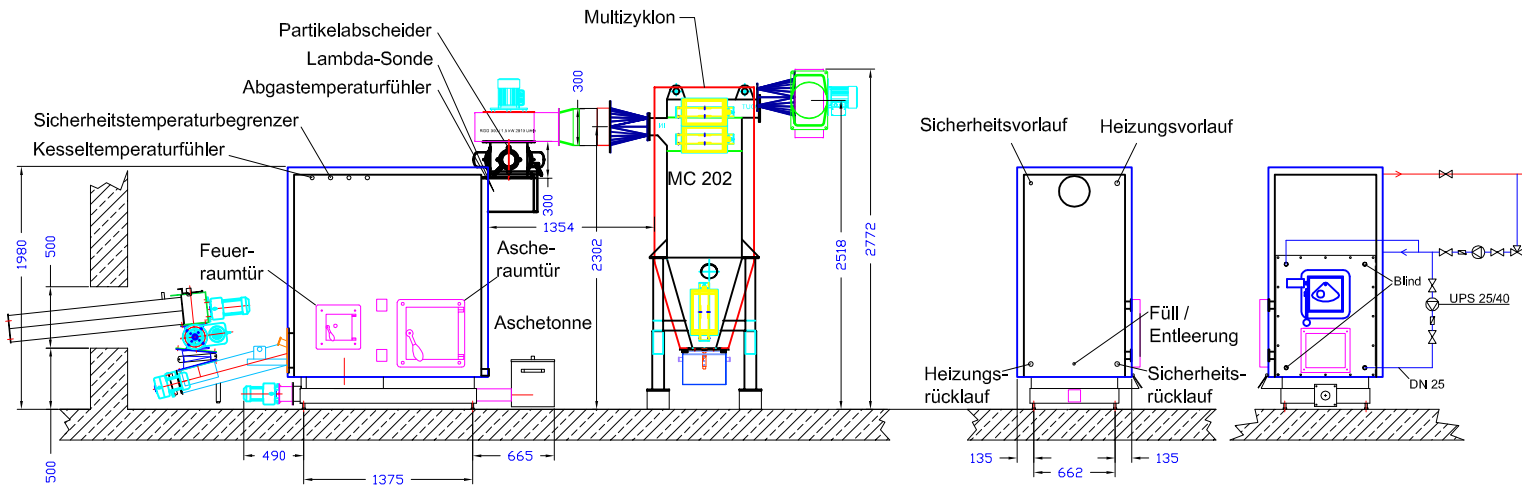 Partikelabscheider
Lambda-Sonde
Abgastemperaturfühler
Sicherheitstemperaturbegrenzer
Kesseltemperaturfühler
Multizyklon
MC 202
Feuer-
raumtür
Asche-
raumtür
Aschetonne
1980
500
500
490
1375
665
300
300
1354
2302
2518
2772
Sicherheitsvorlauf
Heizungsvorlauf
Füll /
Entleerung
Heizungs-
rücklauf
Sicherheits-
rücklauf
135
662
135
Blind
UPS 25/40
DN 25